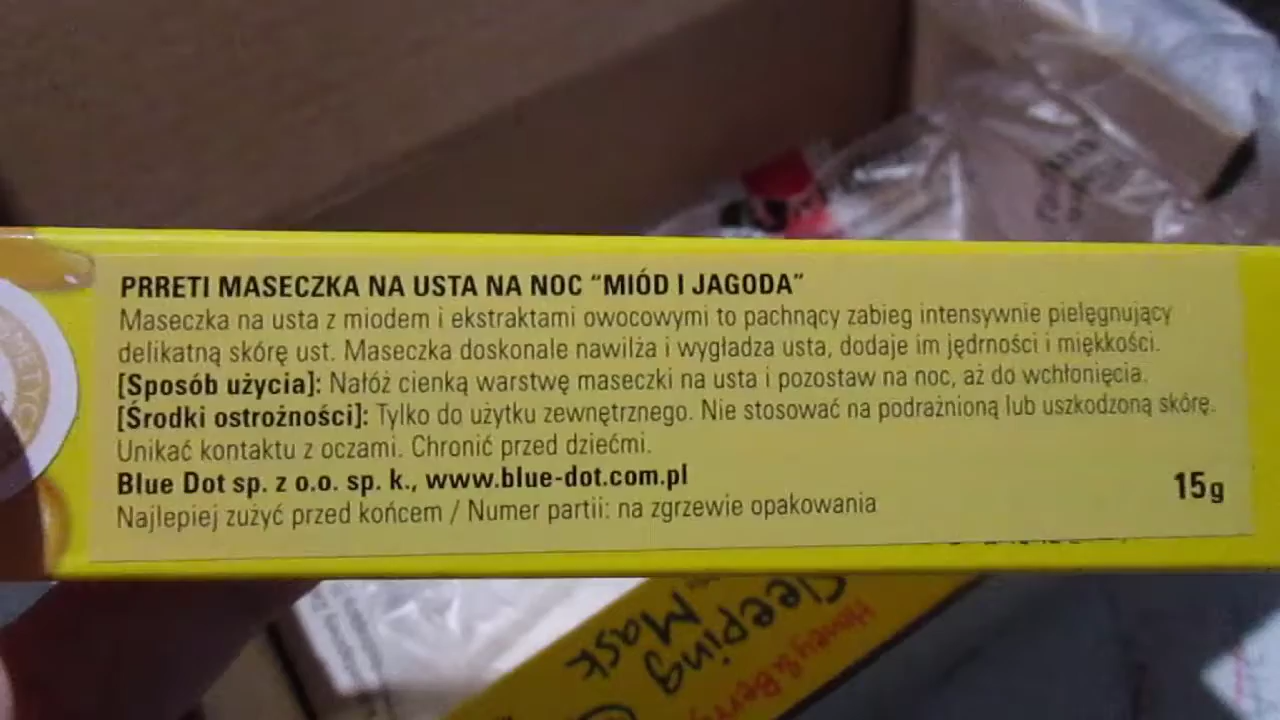 PRRETI MASECZKA NA USTA NA NOC "MIÓD I JAGODA"
Maseczka na usta z miodem i ekstraktami owocowymi to pachnący zabieg intensywnie pielęgnujący
delikatną skórę ust. Maseczka doskonale nawilża i wygładza usta, dodaje im jędrności i miękkości.
[Sposób użycia]: Nałóż cienką warstwę maseczki na usta i pozostaw na noc, aż do wchłonięcia.
[Środki ostrożności]: Tylko do użytku zewnętrznego. Nie stosować na podrażnioną lub uszkodzoną skórę.
Unikać kontaktu z oczami. Chronić przed dziećmi.
Blue Dot sp. z o.o. sp. k., www.blue-dot.com.pl
15g
Najlepiej zużyć przed końcem / Numer partii: na zgrzewie opakowania
Honey & Berry
Sleeping
Mask